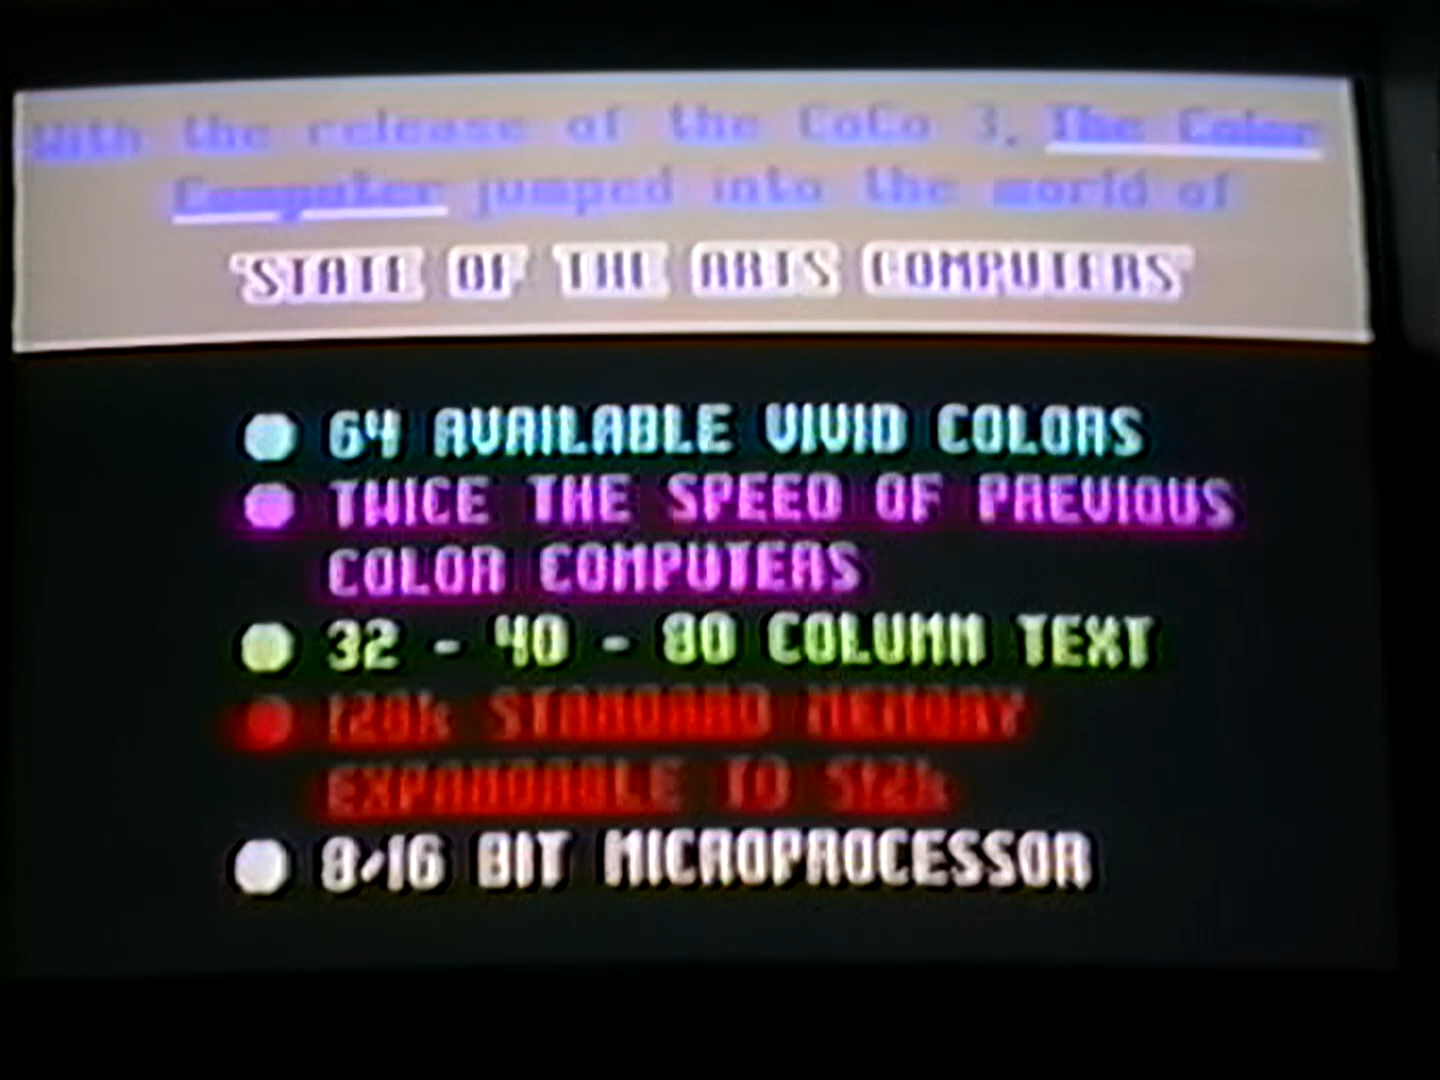 With the release of the CoCo 3, The Color
Computer jumped into the world of
'STATE OF THE ARTS COMPUTERS'
64 AVAILABLE VIVID COLORS
TWICE THE SPEED OF PREVIOUS
COLOR COMPUTERS
32 - 40 - 80 COLUMN TEXT
128k STANDARD MEMORY
EXPANDABLE TO 512k
8/16 BIT MICROPROCESSOR